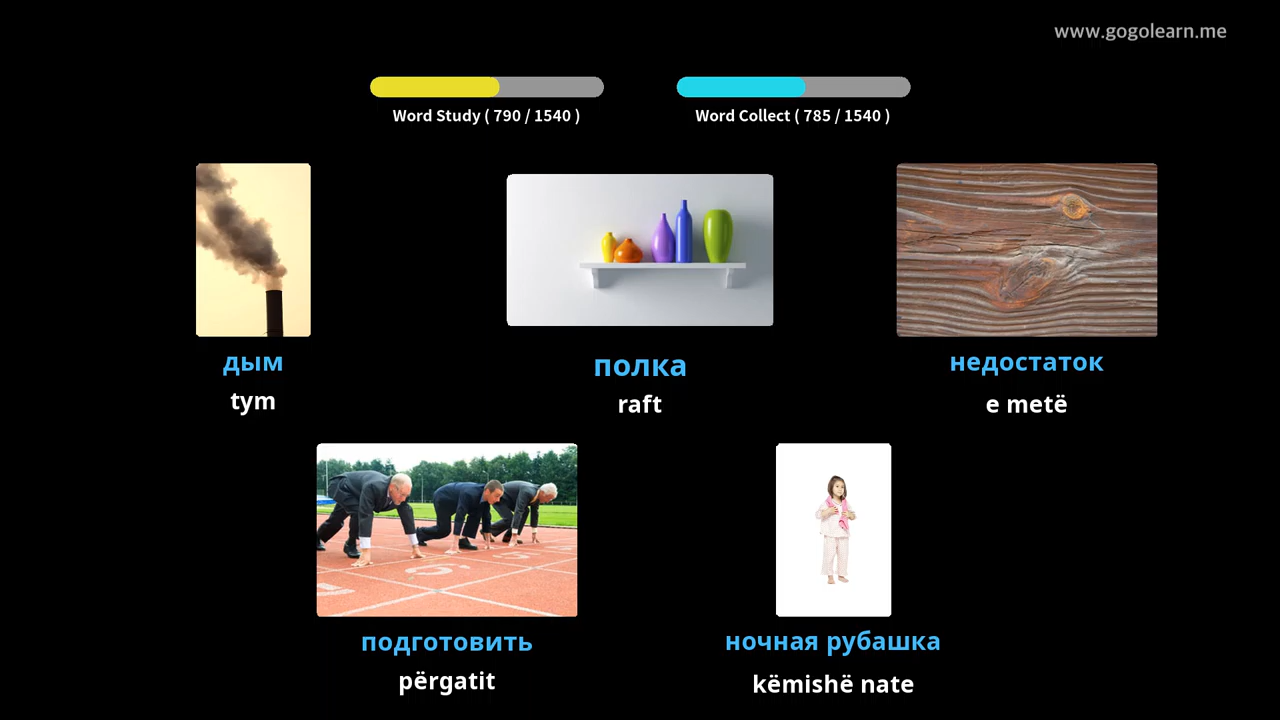 www.gogolearn.me
Word Study ( 790 / 1540 )
Word Collect ( 785 / 1540 )
дым
tym
полка
raft
недостаток
e metë
подготовить
përgatit
ночная рубашка
këmishë nate